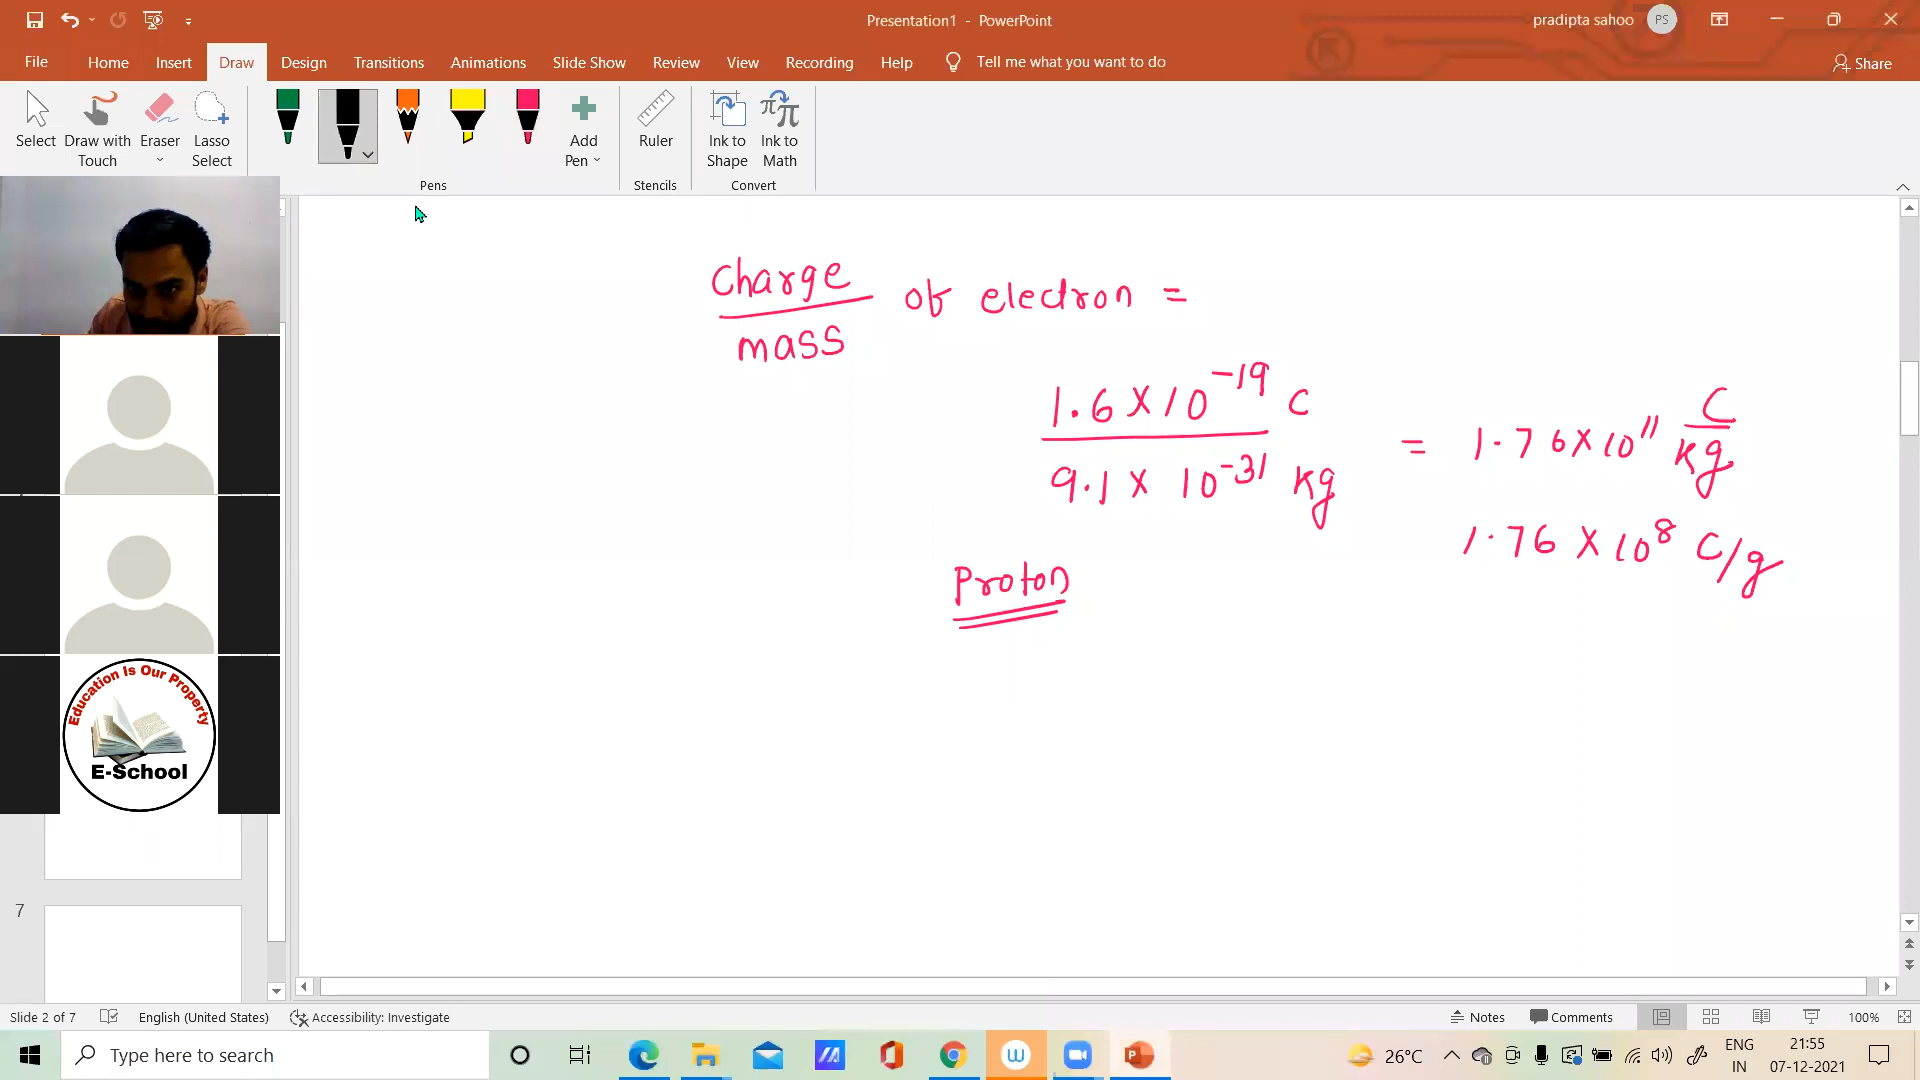 Presentation1 - PowerPoint
pradipta sahoo PS
File Home Insert Draw Design Transitions Animations Slide Show Review View Recording Help Tell me what you want to do Share
Select Draw with Touch Eraser Lasso Select Add Pen Ruler Ink to Shape Ink to Math
Pens Stencils Convert
Charge
mass
of electron =
1.6 × 10⁻¹⁹ C
9.1 × 10⁻³¹ kg
= 1.76 × 10¹¹ C/kg
1.76 × 10⁸ C/g
Proton
Education Is Our Property
E-School
7
Slide 2 of 7 English (United States) Accessibility: Investigate Notes Comments 100%
Type here to search
26°C
ENG
IN
21:55
07-12-2021